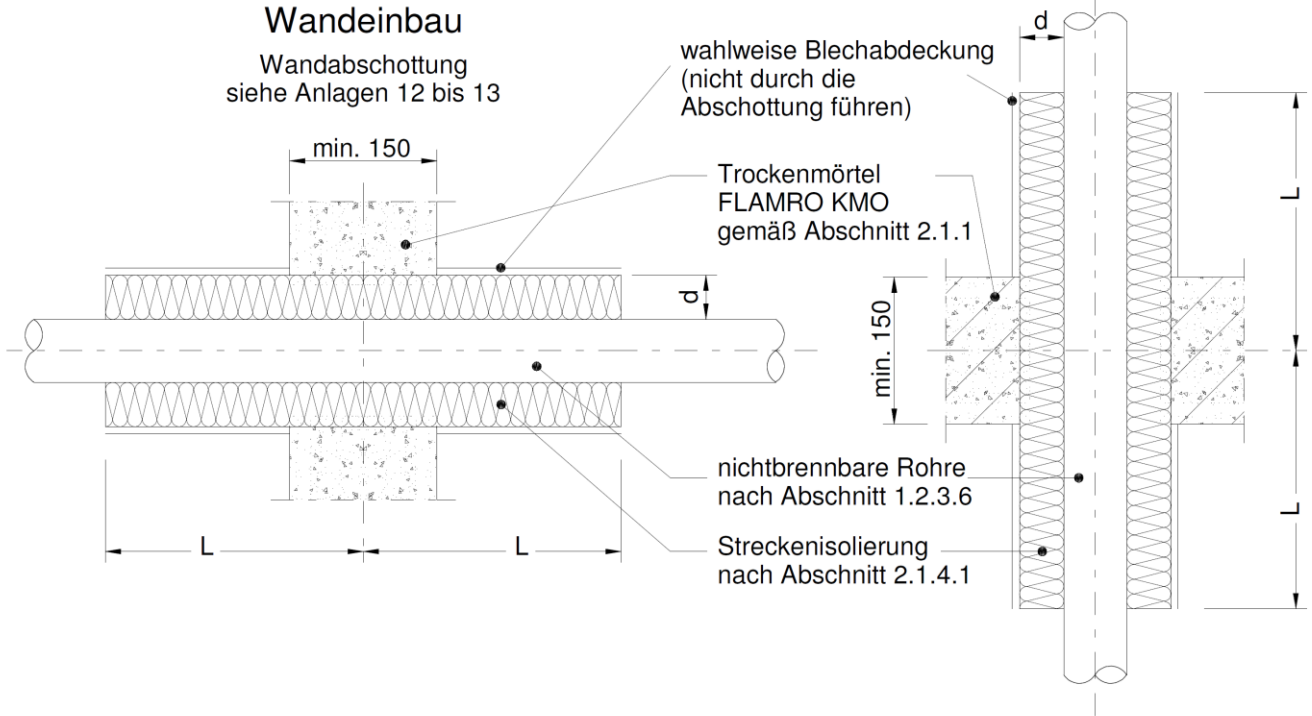 Wandeinbau
Wandabschottung
siehe Anlagen 12 bis 13
min. 150
d
L
L
wahlweise Blechabdeckung
(nicht durch die
Abschottung führen)
Trockenmörtel
FLAMRO KMO
gemäß Abschnitt 2.1.1
nichtbrennbare Rohre
nach Abschnitt 1.2.3.6
Streckenisolierung
nach Abschnitt 2.1.4.1
d
min. 150
L
L